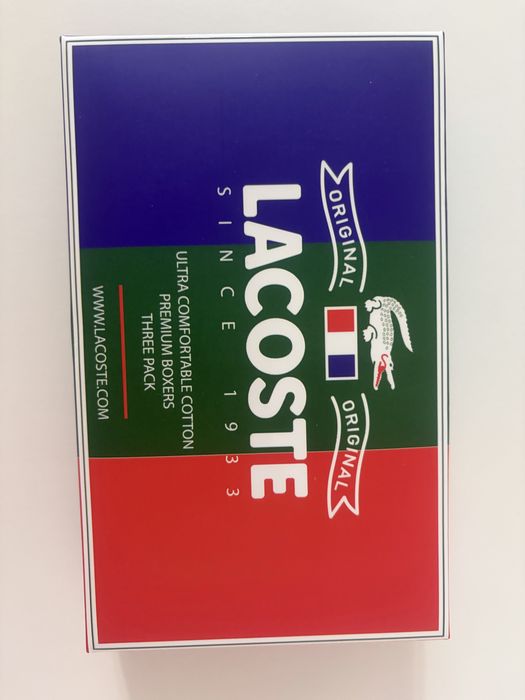 ORIGINAL ORIGINAL
LACOSTE
SINCE 1933
ULTRA COMFORTABLE COTTON
PREMIUM BOXERS
THREE PACK
WWW.LACOSTE.COM